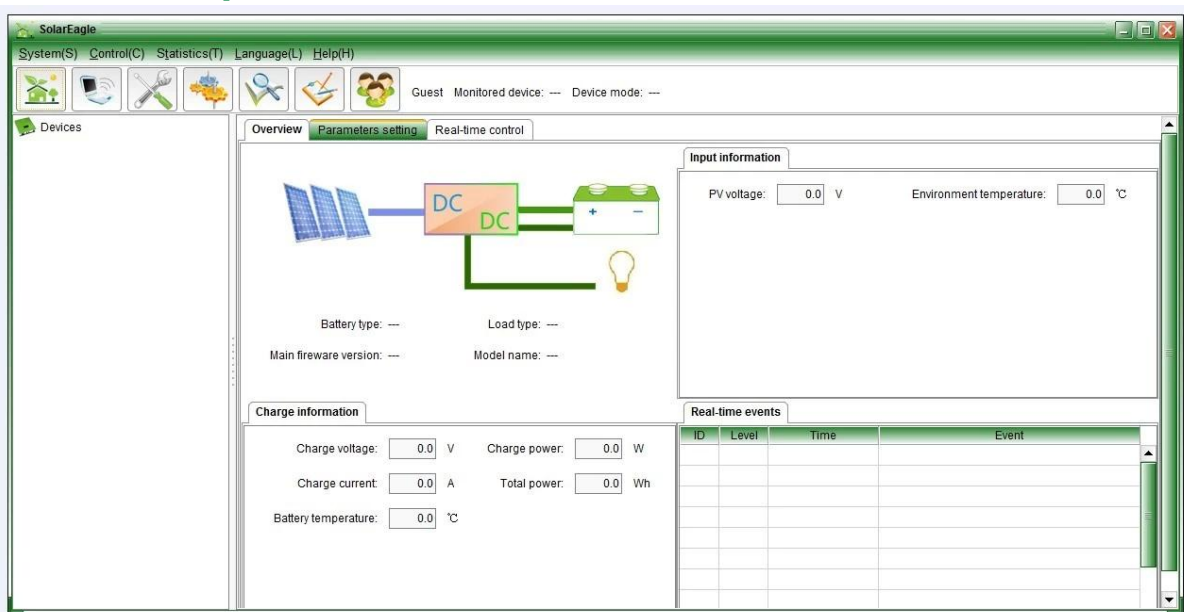 SolarEagle
System(S) Control(C) Statistics(T) Language(L) Help(H)
Guest Monitored device: --- Device mode: ---
Devices
Overview Parameters setting Real-time control
DC
DC
+ −
Battery type: --- Load type: ---
Main fireware version: --- Model name: ---
Input information
PV voltage: 0.0 V Environment temperature: 0.0 ℃
Charge information
Charge voltage: 0.0 V Charge power: 0.0 W
Charge current: 0.0 A Total power: 0.0 Wh
Battery temperature: 0.0 ℃
Real-time events
ID Level Time Event